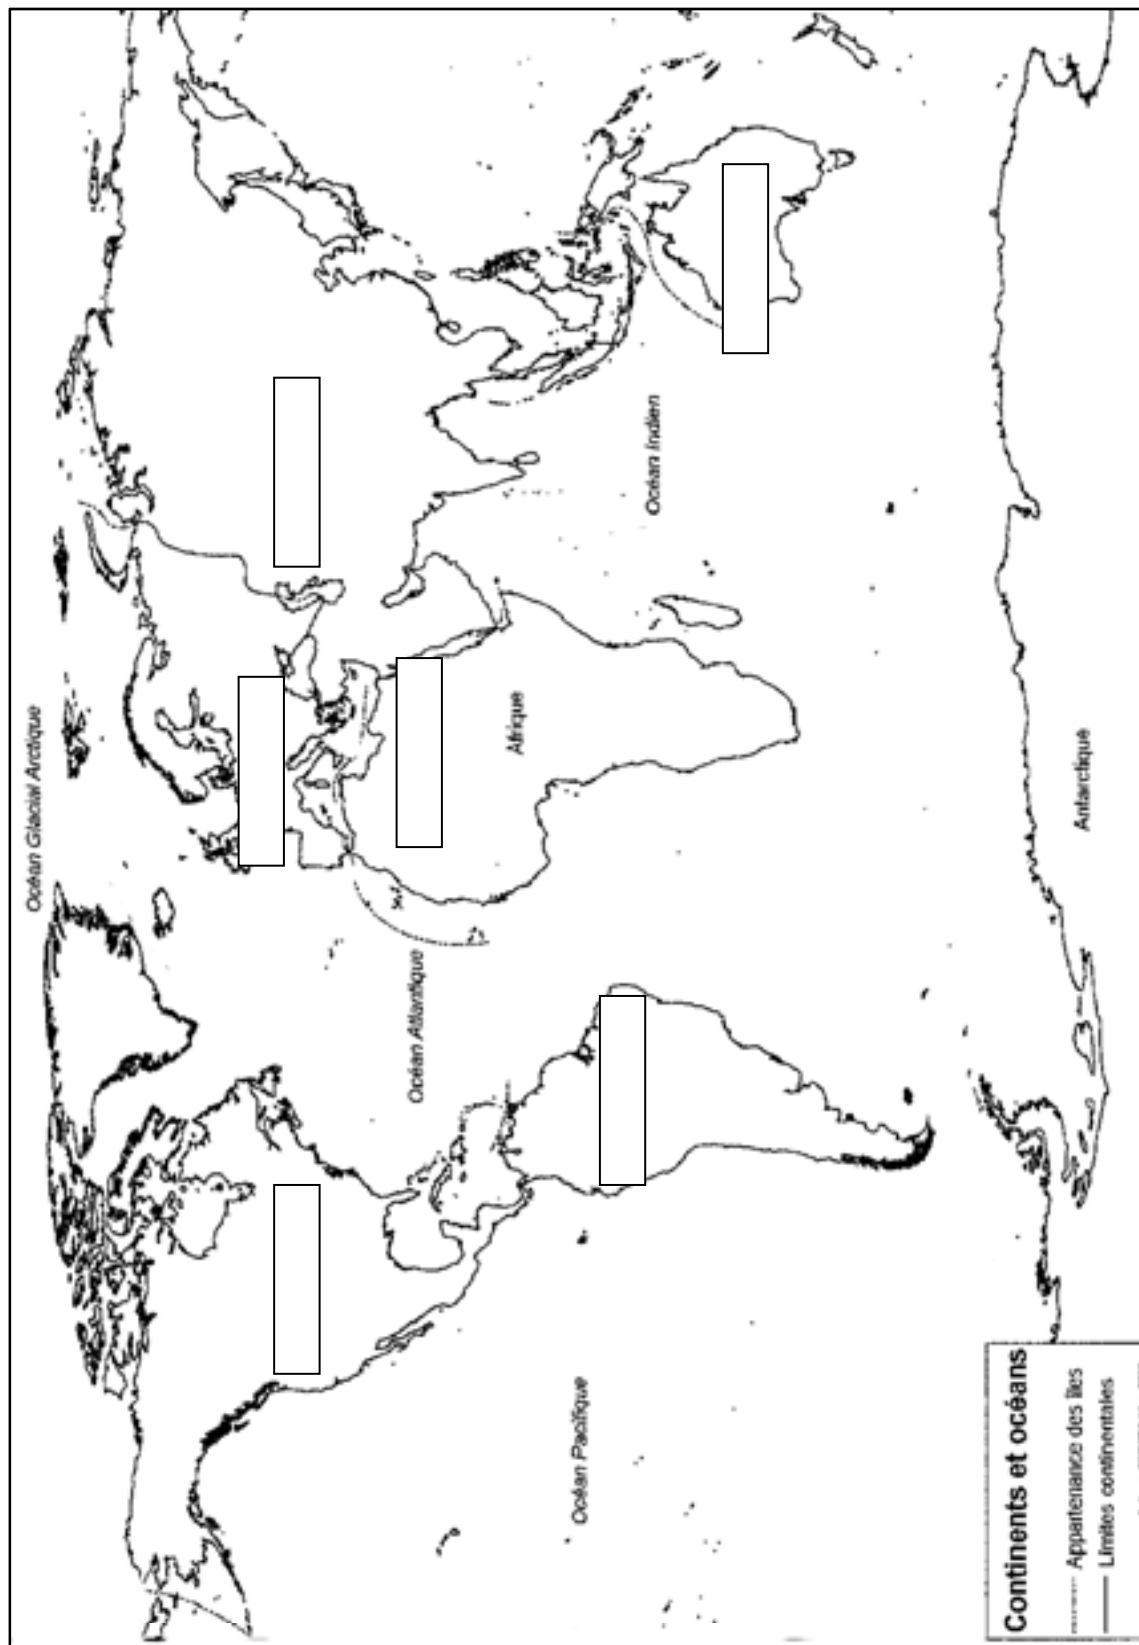 Océan Glacial Arctique
Océan Atlantique
Afrique
Océan Indien
Océan Pacifique
Antarctique
Continents et océans
Appartenance des îles
Limites continentales